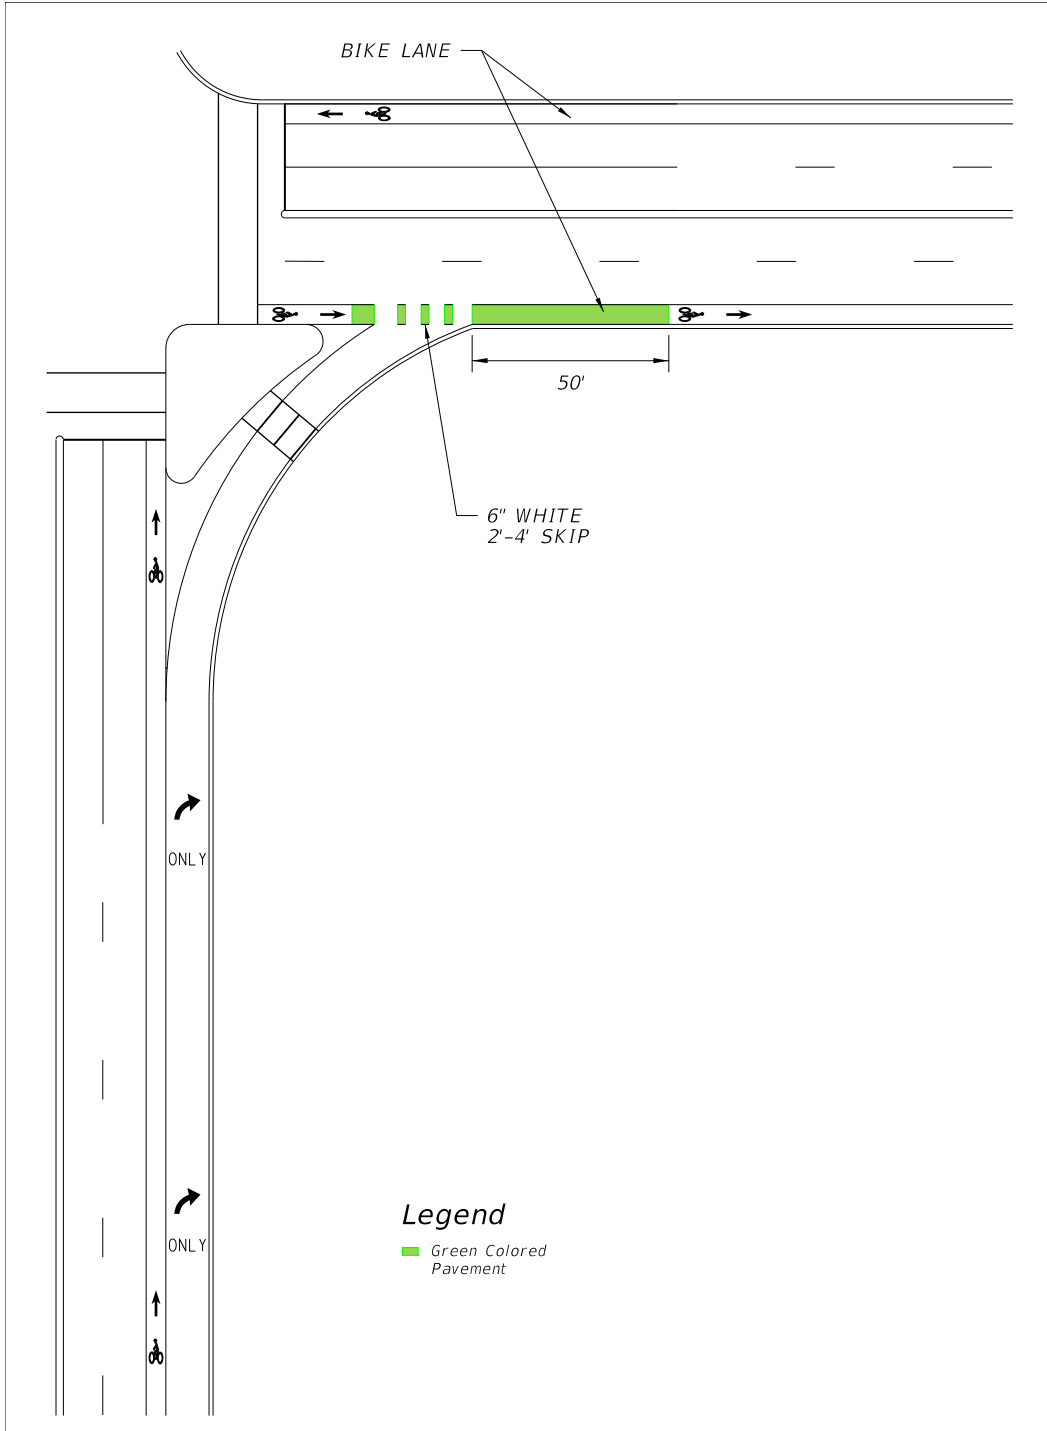 BIKE LANE
50'
6" WHITE
2'-4' SKIP
ONLY
ONLY
Legend
Green Colored
Pavement